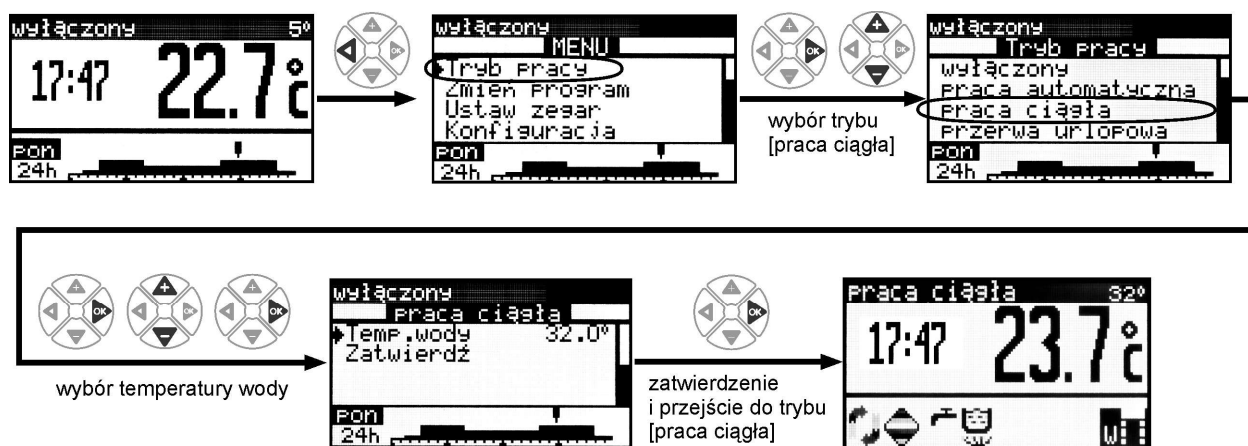 wyłączony 5°
17:47 22.7°C
pon
24h
OK
wyłączony
MENU
Tryb pracy
Zmień program
Ustaw zegar
Konfiguracja
pon
24h
OK OK
wybór trybu
[praca ciągła]
wyłączony
Tryb pracy
wyłączony
praca automatyczna
praca ciągła
przerwa urlopowa
pon
24h
OK OK OK
wybór temperatury wody
wyłączony
praca ciągła
Temp.wody 32.0°
Zatwierdź
pon
24h
OK
zatwierdzenie
i przejście do trybu
[praca ciągła]
praca ciągła 32°
17:47 23.7°C
W